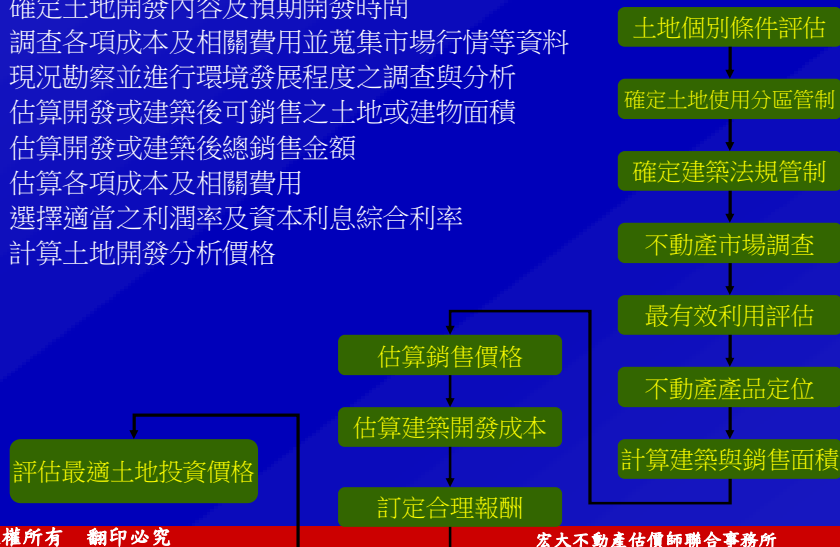 確定土地開發內容及預期開發時間
調查各項成本及相關費用並蒐集市場行情等資料
現況勘察並進行環境發展程度之調查與分析
估算開發或建築後可銷售之土地或建物面積
估算開發或建築後總銷售金額
估算各項成本及相關費用
選擇適當之利潤率及資本利息綜合利率
計算土地開發分析價格
土地個別條件評估
確定土地使用分區管制
確定建築法規管制
不動產市場調查
最有效利用評估
不動產產品定位
計算建築與銷售面積
估算銷售價格
估算建築開發成本
訂定合理報酬
評估最適土地投資價格
權所有 翻印必究
宏大不動產估價師聯合事務所